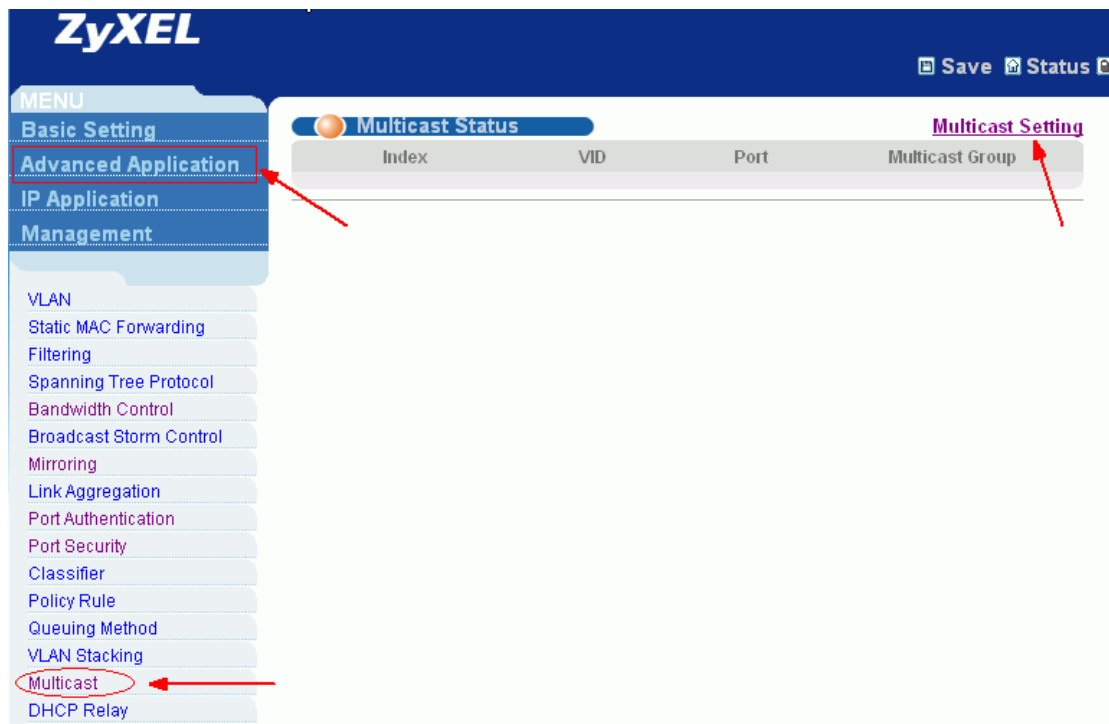 ZyXEL
Save Status
MENU
Basic Setting
Advanced Application
IP Application
Management
Multicast Status Multicast Setting
Index VID Port Multicast Group
VLAN
Static MAC Forwarding
Filtering
Spanning Tree Protocol
Bandwidth Control
Broadcast Storm Control
Mirroring
Link Aggregation
Port Authentication
Port Security
Classifier
Policy Rule
Queuing Method
VLAN Stacking
Multicast
DHCP Relay